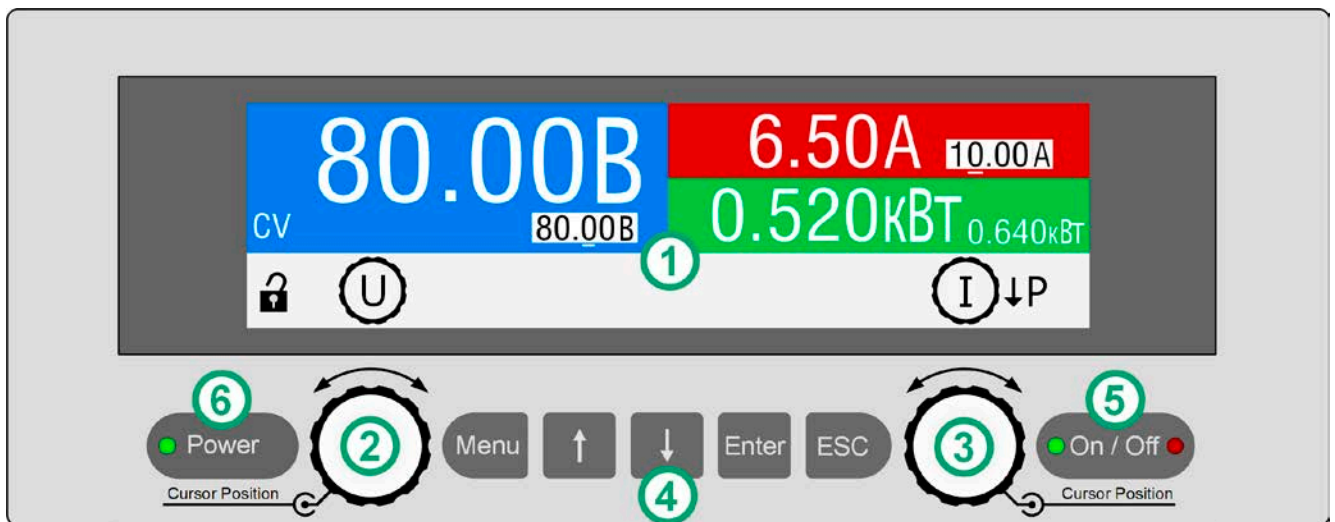 80.00В
6.50А 10.00А
CV 80.00В
0.520кВт 0.640кВт
1
U I ↓P
6 5
Power 2 Menu ↑ ↓ Enter ESC 3 On / Off
4
Cursor Position Cursor Position